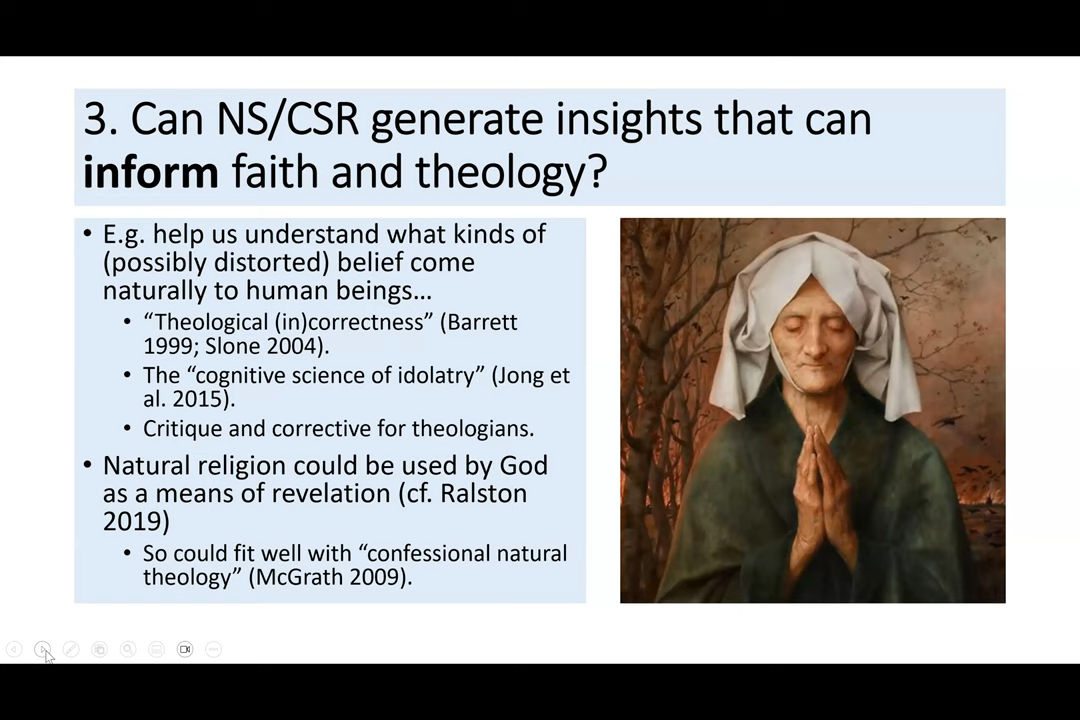 3. Can NS/CSR generate insights that can
inform faith and theology?
• E.g. help us understand what kinds of
(possibly distorted) belief come
naturally to human beings…
• “Theological (in)correctness” (Barrett
1999; Slone 2004).
• The “cognitive science of idolatry” (Jong et
al. 2015).
• Critique and corrective for theologians.
• Natural religion could be used by God
as a means of revelation (cf. Ralston
2019)
• So could fit well with “confessional natural
theology” (McGrath 2009).